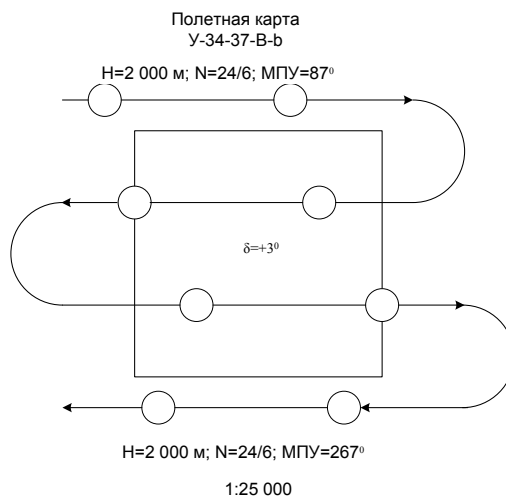 Полетная карта
У-34-37-В-b
H=2 000 м; N=24/6; МПУ=87⁰
δ=+3⁰
H=2 000 м; N=24/6; МПУ=267⁰
1:25 000